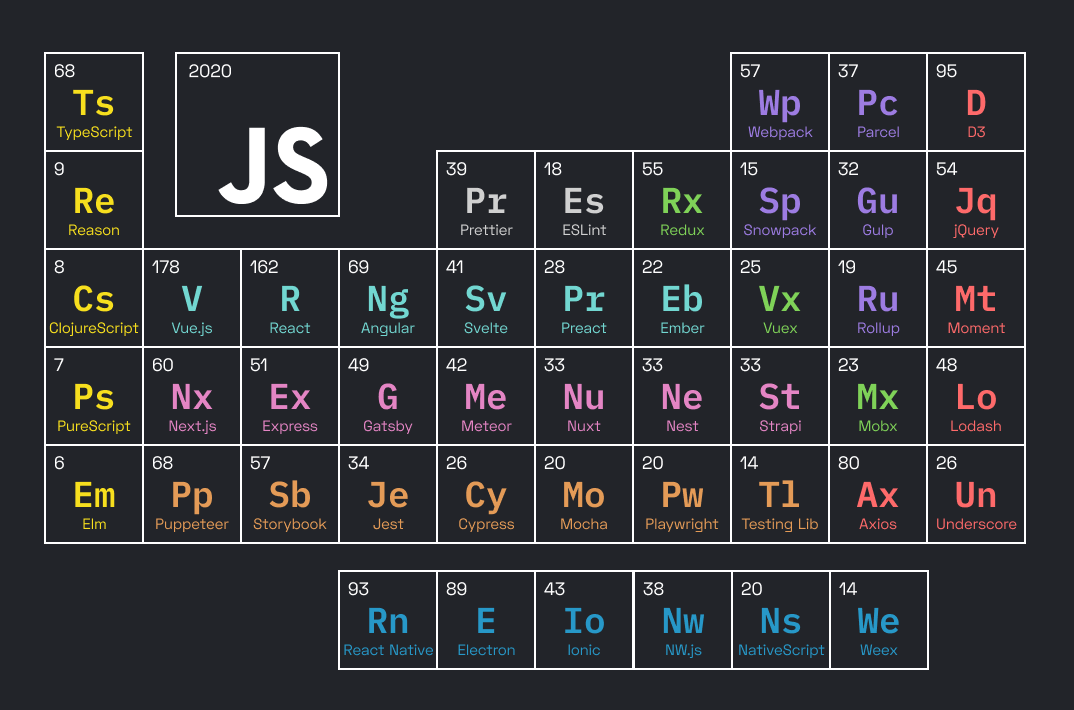 68
Ts
TypeScript
2020
JS
57
Wp
Webpack
37
Pc
Parcel
95
D
D3
9
Re
Reason
39
Pr
Prettier
18
Es
ESLint
55
Rx
Redux
15
Sp
Snowpack
32
Gu
Gulp
54
Jq
jQuery
8
Cs
ClojureScript
178
V
Vue.js
162
R
React
69
Ng
Angular
41
Sv
Svelte
28
Pr
Preact
22
Eb
Ember
25
Vx
Vuex
19
Ru
Rollup
45
Mt
Moment
7
Ps
PureScript
60
Nx
Next.js
51
Ex
Express
49
G
Gatsby
42
Me
Meteor
33
Nu
Nuxt
33
Ne
Nest
33
St
Strapi
23
Mx
Mobx
48
Lo
Lodash
6
Em
Elm
68
Pp
Puppeteer
57
Sb
Storybook
34
Je
Jest
26
Cy
Cypress
20
Mo
Mocha
20
Pw
Playwright
14
Tl
Testing Lib
80
Ax
Axios
26
Un
Underscore
93
Rn
React Native
89
E
Electron
43
Io
Ionic
38
Nw
NW.js
20
Ns
NativeScript
14
We
Weex